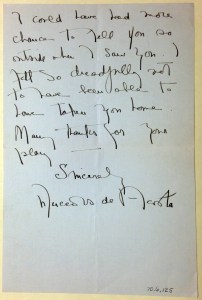 I could have had more
chance to tell you so
outside when I saw you. I
felt so dreadfully not
to have been able to
have taken you home.
Many thanks for your
play —
Sincerely
Mercedes de Acosta